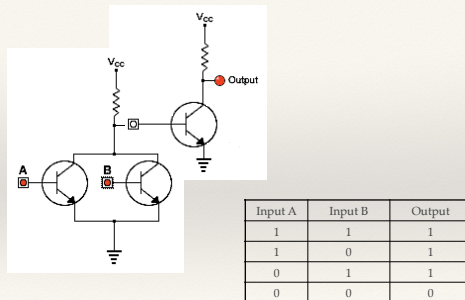 Vcc
Output
Vcc
A
B
Input A Input B Output
1 1 1
1 0 1
0 1 1
0 0 0